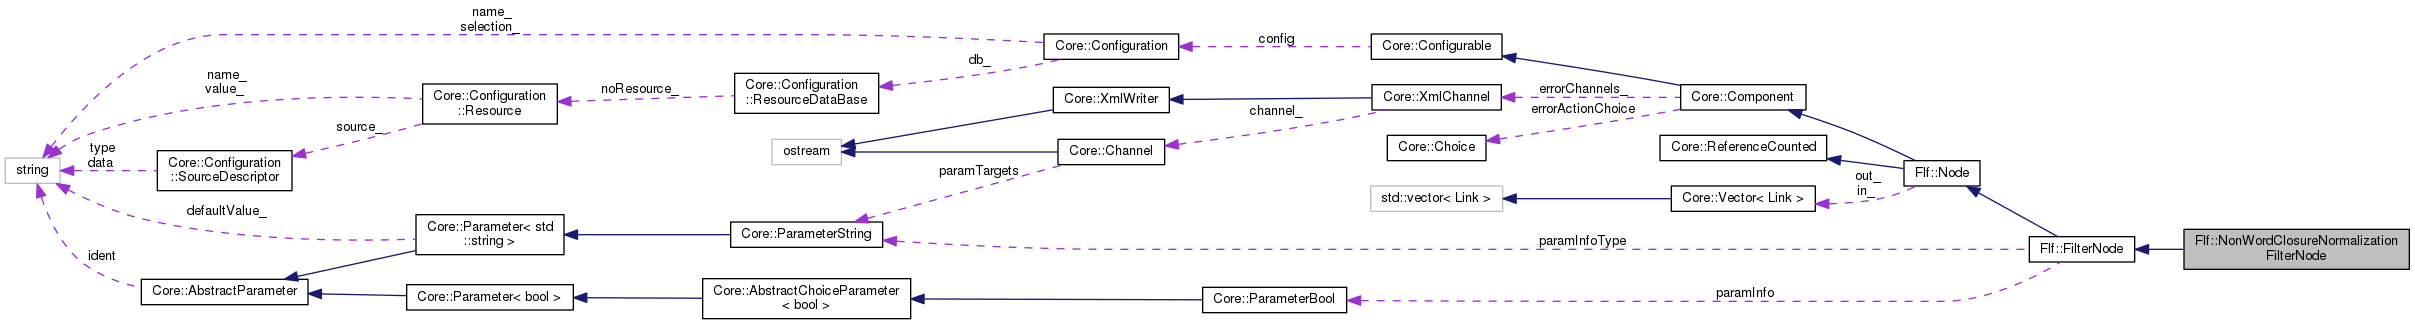 name_
selection_
Core::Configuration
config
Core::Configurable
name_
value_
db_
Core::Configuration
::Resource
noResource_
Core::Configuration
::ResourceDataBase
Core::XmlWriter
Core::XmlChannel
errorChannels_
errorActionChoice
Core::Component
channel_
source_
ostream
Core::Channel
Core::Choice
Core::ReferenceCounted
type
data
string
Core::Configuration
::SourceDescriptor
paramTargets
Flf::Node
out_
in_
std::vector< Link >
Core::Vector< Link >
defaultValue_
Core::Parameter< std
::string >
Core::ParameterString
paramInfoType
Flf::FilterNode
Flf::NonWordClosureNormalization
FilterNode
ident
Core::AbstractParameter
Core::Parameter< bool >
Core::AbstractChoiceParameter
< bool >
Core::ParameterBool
paramInfo